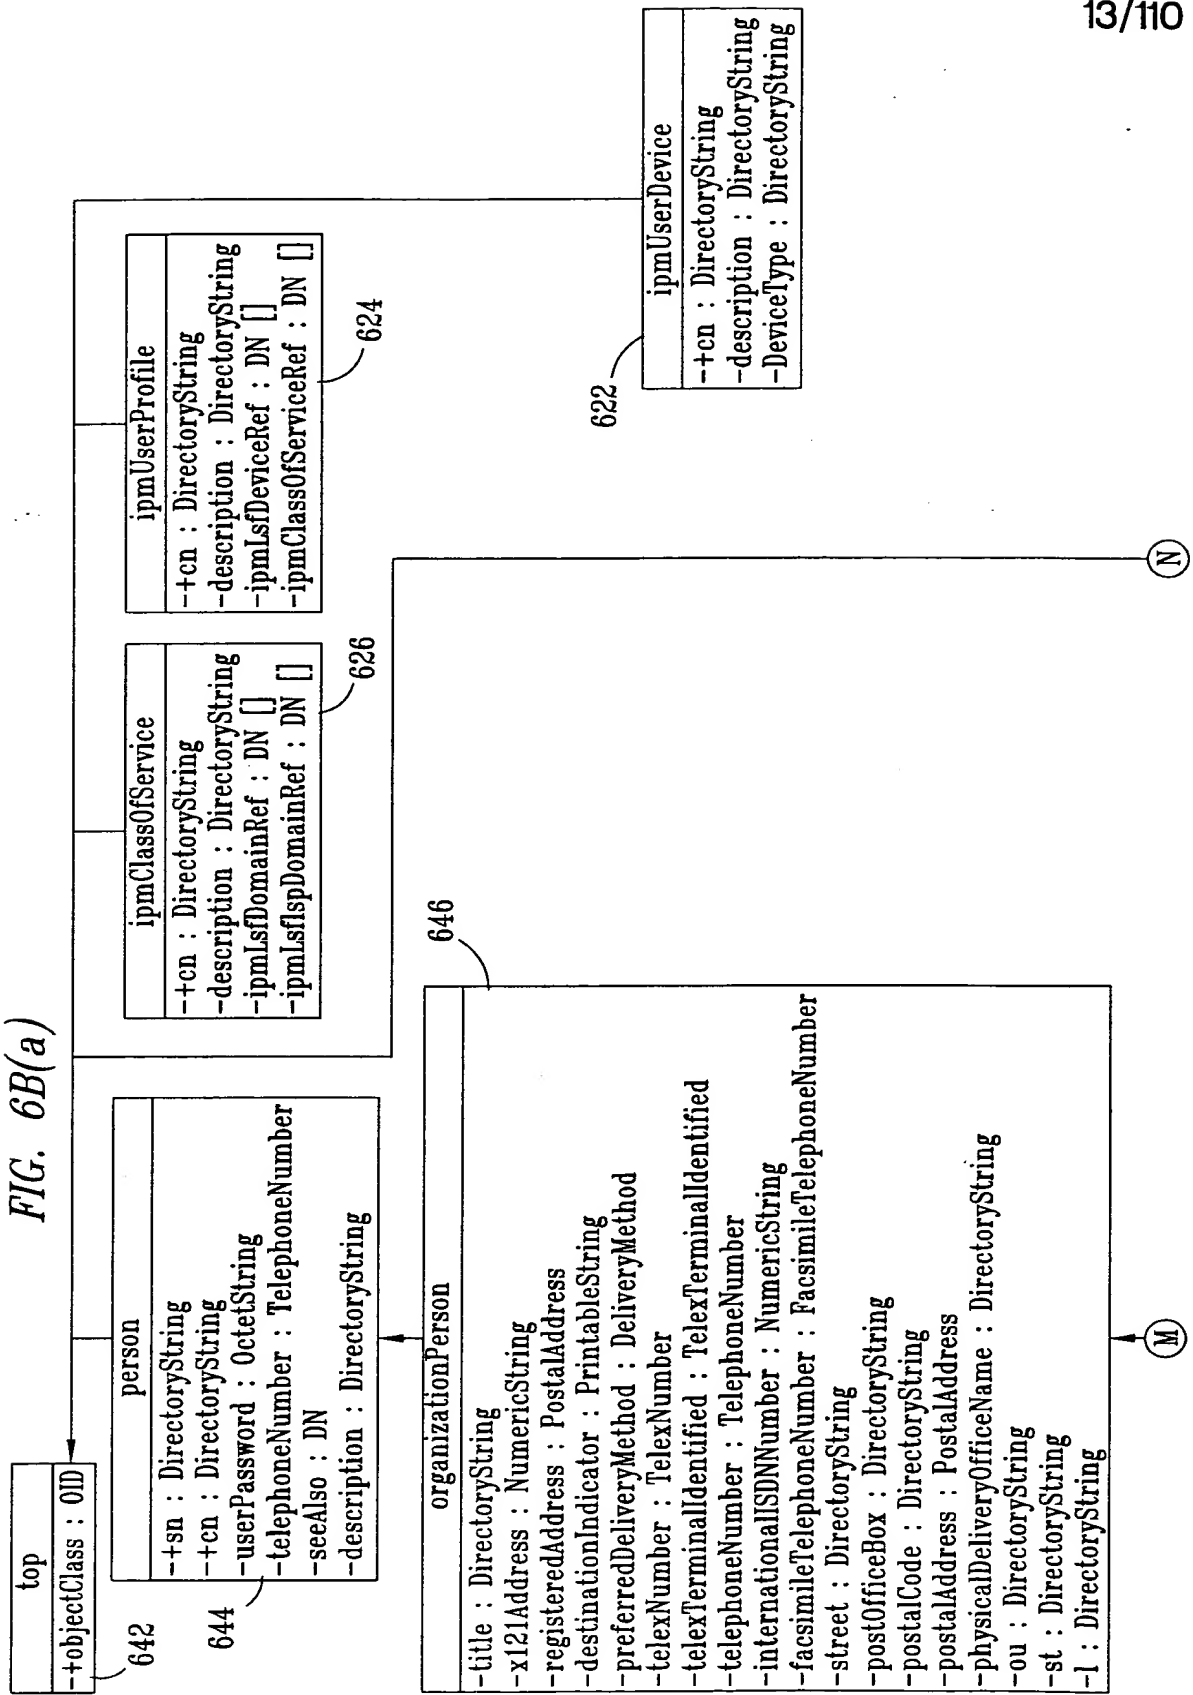 13/110
FIG. 6B(a)
top
-+objectClass : OID
642
person
-+sn : DirectoryString
-+cn : DirectoryString
-userPassword : OctetString
-telephoneNumber : TelephoneNumber
-seeAlso : DN
-description : DirectoryString
644
ipmClassOfService
-+cn : DirectoryString
-description : DirectoryString
-ipmLsfDomainRef : DN []
-ipmLsfIspDomainRef : DN []
626
ipmUserProfile
-+cn : DirectoryString
-description : DirectoryString
-ipmLsfDeviceRef : DN []
-ipmClassOfServiceRef : DN []
624
organizationPerson
-title : DirectoryString
-x121Address : NumericString
-registeredAddress : PostalAddress
-destinationIndicator : PrintableString
-preferredDeliveryMethod : DeliveryMethod
-telexNumber : TelexNumber
-telexTerminalIdentified : TelexTerminalIdentified
-telephoneNumber : TelephoneNumber
-internationalISDNNumber : NumericString
-facsimileTelephoneNumber : FacsimileTelephoneNumber
-street : DirectoryString
-postOfficeBox : DirectoryString
-postalCode : DirectoryString
-postalAddress : PostalAddress
-physicalDeliveryOfficeName : DirectoryString
-ou : DirectoryString
-st : DirectoryString
-l : DirectoryString
646
ipmUserDevice
-+cn : DirectoryString
-description : DirectoryString
-DeviceType : DirectoryString
622
M
N